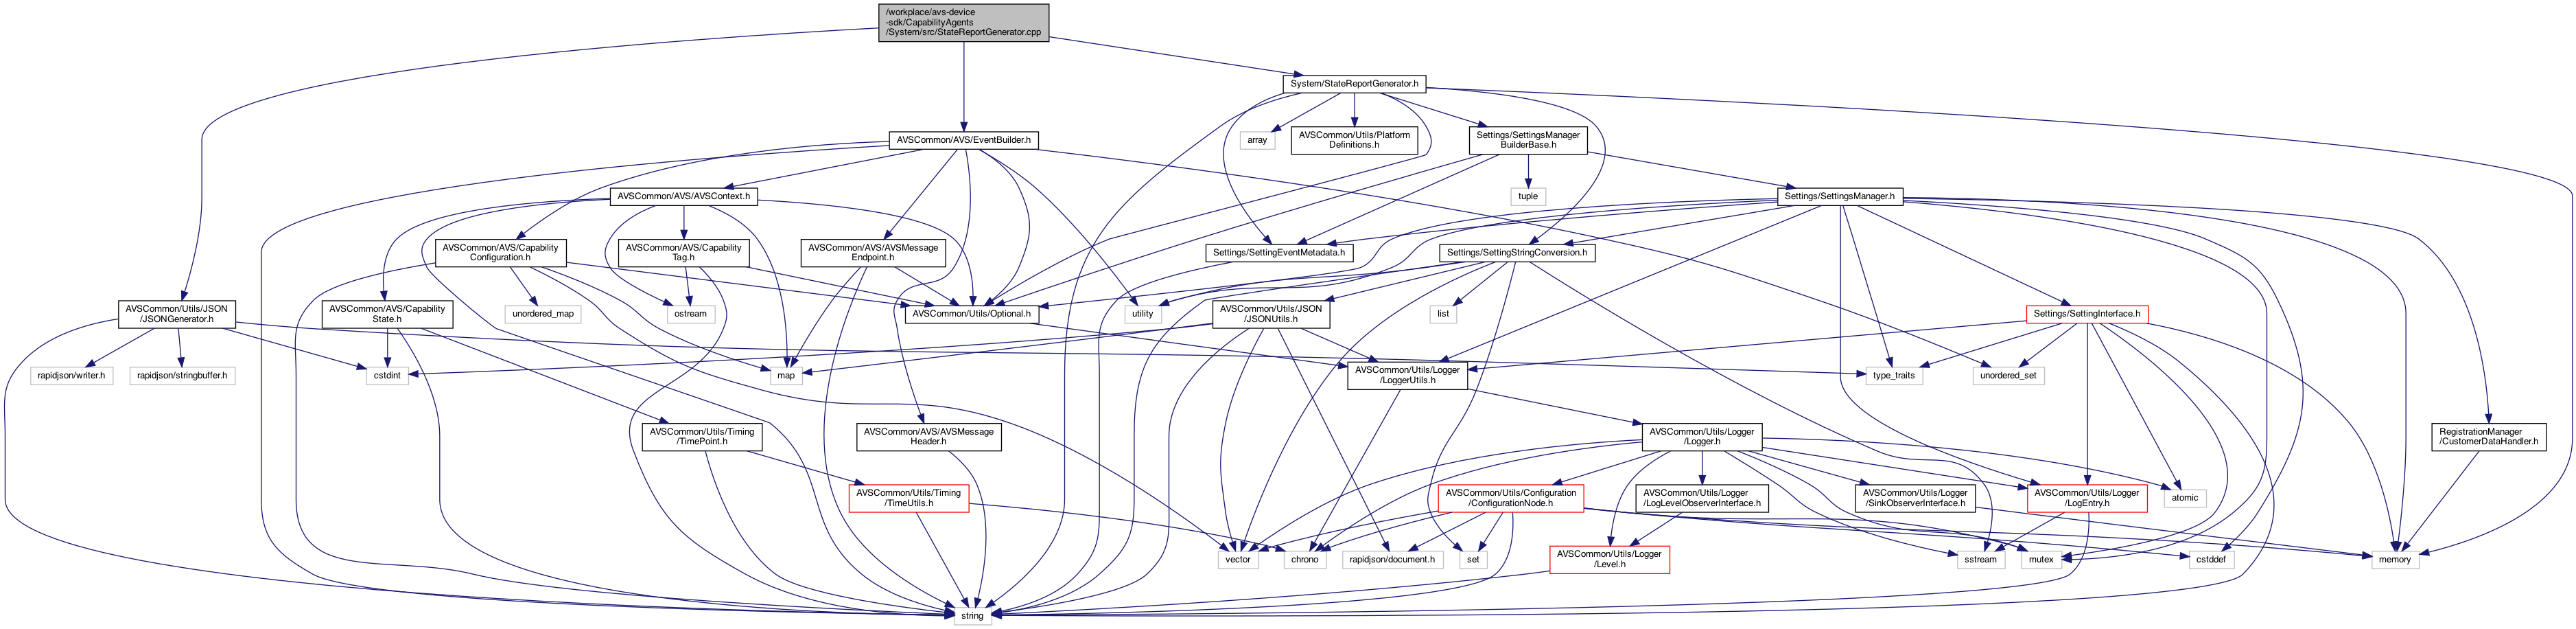 /workplace/avs-device
-sdk/CapabilityAgents
/System/src/StateReportGenerator.cpp
System/StateReportGenerator.h
AVSCommon/AVS/EventBuilder.h
array
AVSCommon/Utils/Platform
Definitions.h
Settings/SettingsManager
BuilderBase.h
AVSCommon/AVS/AVSContext.h
tuple
Settings/SettingsManager.h
AVSCommon/AVS/Capability
Configuration.h
AVSCommon/AVS/Capability
Tag.h
AVSCommon/AVS/AVSMessage
Endpoint.h
Settings/SettingEventMetadata.h
Settings/SettingStringConversion.h
AVSCommon/Utils/JSON
/JSONGenerator.h
AVSCommon/AVS/Capability
State.h
unordered_map
ostream
AVSCommon/Utils/Optional.h
utility
AVSCommon/Utils/JSON
/JSONUtils.h
list
Settings/SettingInterface.h
rapidjson/writer.h
rapidjson/stringbuffer.h
cstdint
map
AVSCommon/Utils/Logger
/LoggerUtils.h
type_traits
unordered_set
AVSCommon/Utils/Timing
/TimePoint.h
AVSCommon/AVS/AVSMessage
Header.h
AVSCommon/Utils/Logger
/Logger.h
RegistrationManager
/CustomerDataHandler.h
AVSCommon/Utils/Timing
/TimeUtils.h
AVSCommon/Utils/Configuration
/ConfigurationNode.h
AVSCommon/Utils/Logger
/LogLevelObserverInterface.h
AVSCommon/Utils/Logger
/SinkObserverInterface.h
AVSCommon/Utils/Logger
/LogEntry.h
atomic
vector
chrono
rapidjson/document.h
set
AVSCommon/Utils/Logger
/Level.h
sstream
mutex
cstddef
memory
string